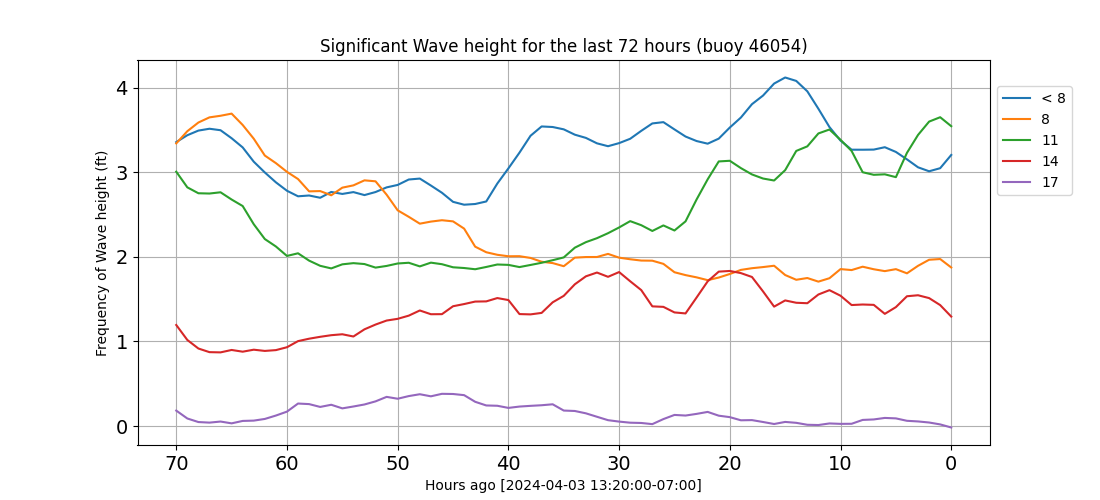 Significant Wave height for the last 72 hours (buoy 46054)
Frequency of Wave height (ft)
4
3
2
1
0
70 60 50 40 30 20 10 0
Hours ago [2024-04-03 13:20:00-07:00]
< 8
8
11
14
17